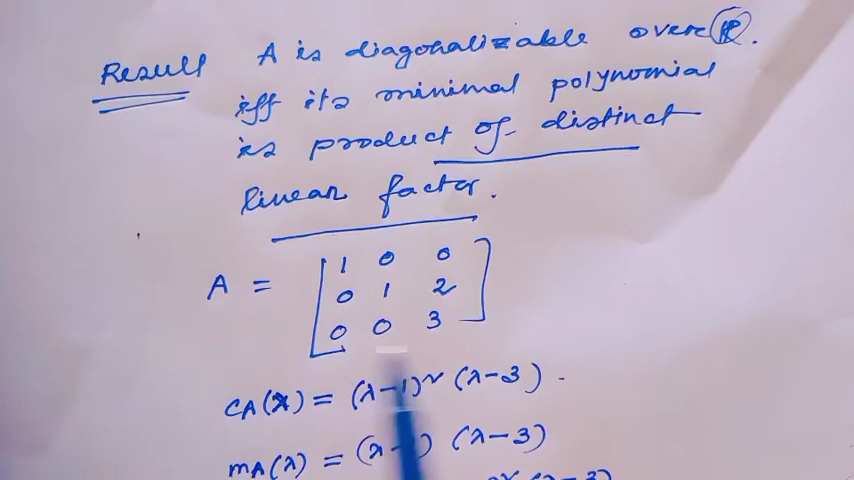 Result A is diagonalizable over R.
iff its minimal polynomial
is product of distinct
linear factor.
A = [1 0 0
0 1 2
0 0 3]
CA(λ) = (λ-1)² (λ-3)
mA(λ) = (λ-1) (λ-3)